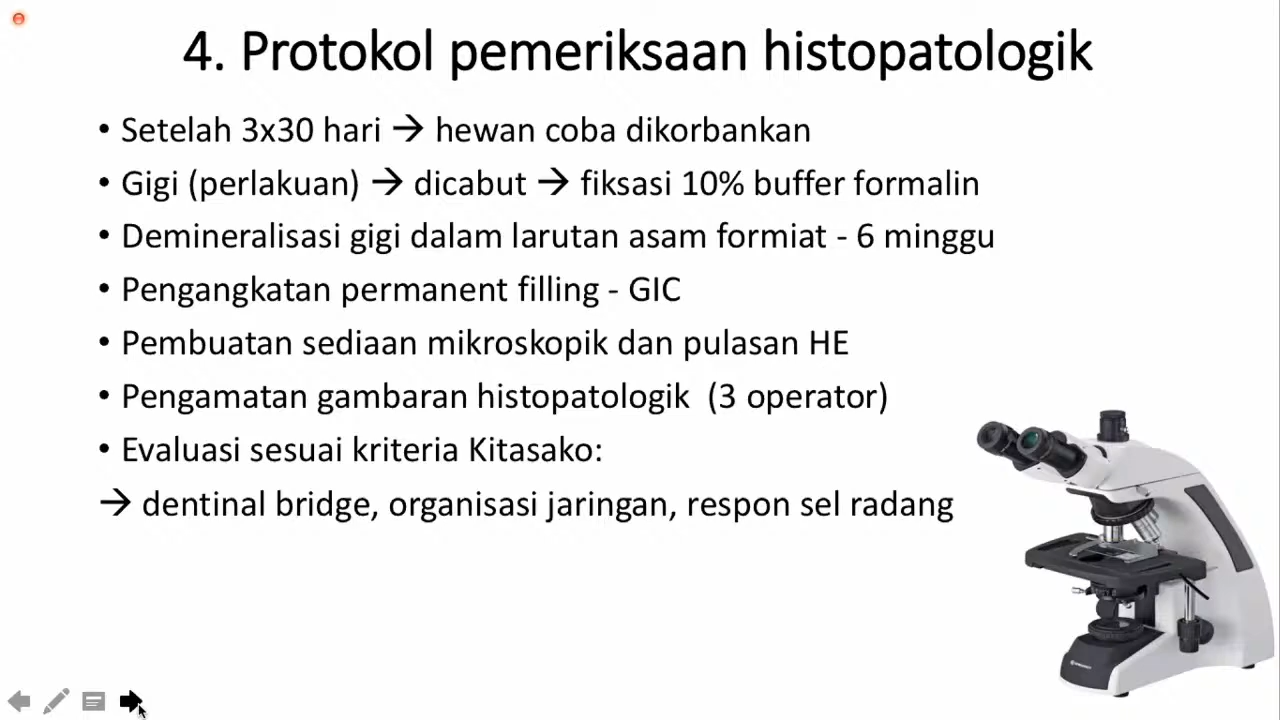 4. Protokol pemeriksaan histopatologik
• Setelah 3x30 hari → hewan coba dikorbankan
• Gigi (perlakuan) → dicabut → fiksasi 10% buffer formalin
• Demineralisasi gigi dalam larutan asam formiat - 6 minggu
• Pengangkatan permanent filling - GIC
• Pembuatan sediaan mikroskopik dan pulasan HE
• Pengamatan gambaran histopatologik (3 operator)
• Evaluasi sesuai kriteria Kitasako:
→ dentinal bridge, organisasi jaringan, respon sel radang